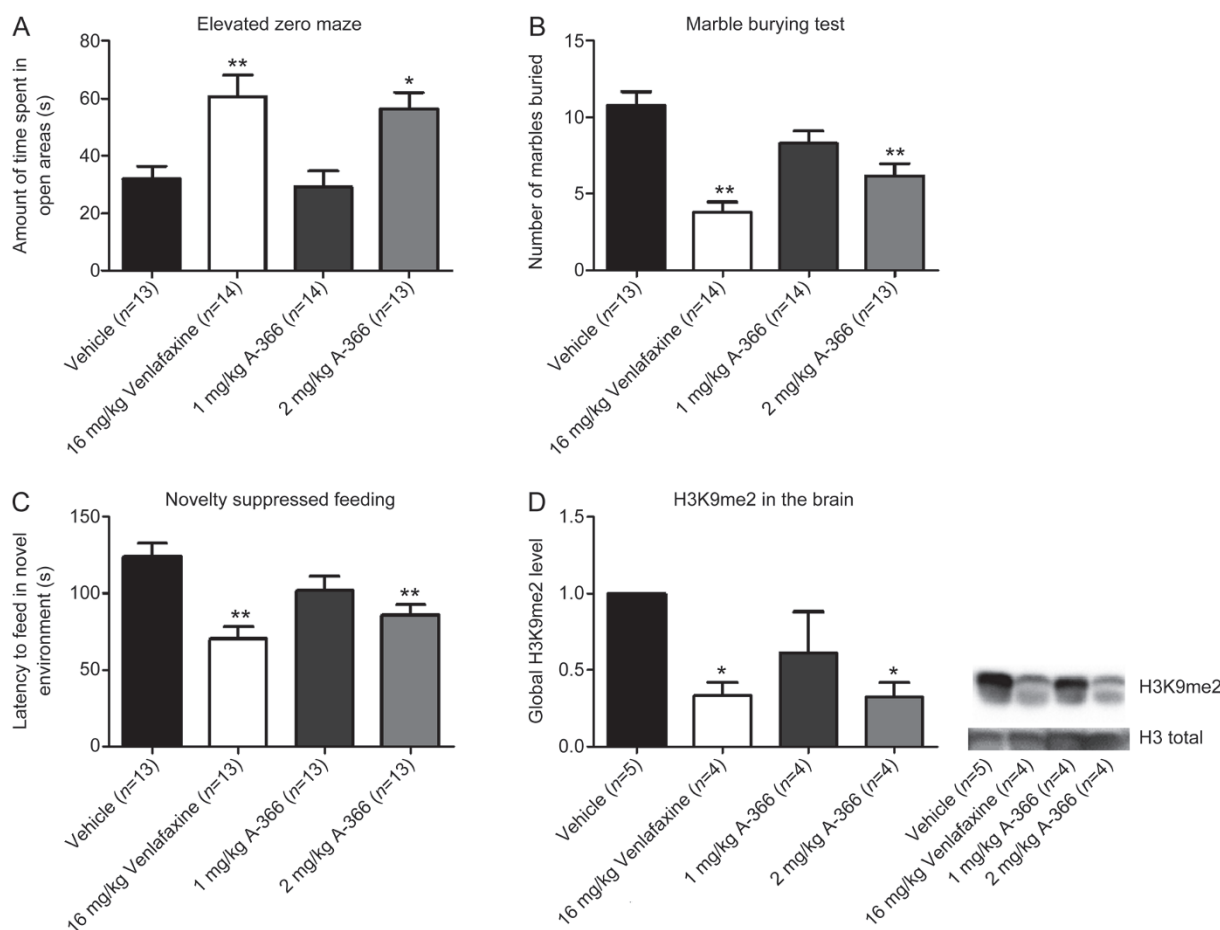 A
Elevated zero maze
Amount of time spent in
open areas (s)
80
60
40
20
0
**
*
Vehicle (n=13)
16 mg/kg Venlafaxine (n=14)
1 mg/kg A-366 (n=14)
2 mg/kg A-366 (n=13)
B
Marble burying test
Number of marbles buried
15
10
5
0
**
**
Vehicle (n=13)
16 mg/kg Venlafaxine (n=14)
1 mg/kg A-366 (n=14)
2 mg/kg A-366 (n=13)
C
Novelty suppressed feeding
Latency to feed in novel
environment (s)
150
100
50
0
**
**
Vehicle (n=13)
16 mg/kg Venlafaxine (n=13)
1 mg/kg A-366 (n=13)
2 mg/kg A-366 (n=13)
D
H3K9me2 in the brain
Global H3K9me2 level
1.5
1.0
0.5
0.0
*
*
Vehicle (n=5)
16 mg/kg Venlafaxine (n=4)
1 mg/kg A-366 (n=4)
2 mg/kg A-366 (n=4)
H3K9me2
H3 total
Vehicle (n=5)
16 mg/kg Venlafaxine (n=4)
1 mg/kg A-366 (n=4)
2 mg/kg A-366 (n=4)